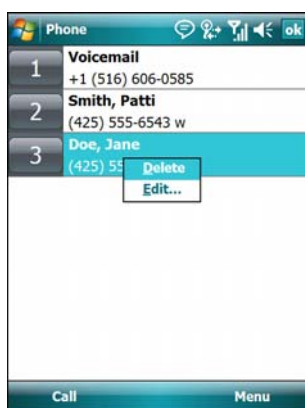 Phone ok
1 Voicemail
+1 (516) 606-0585
2 Smith, Patti
(425) 555-6543 w
3 Doe, Jane
(425) 55
Delete
Edit...
Call Menu